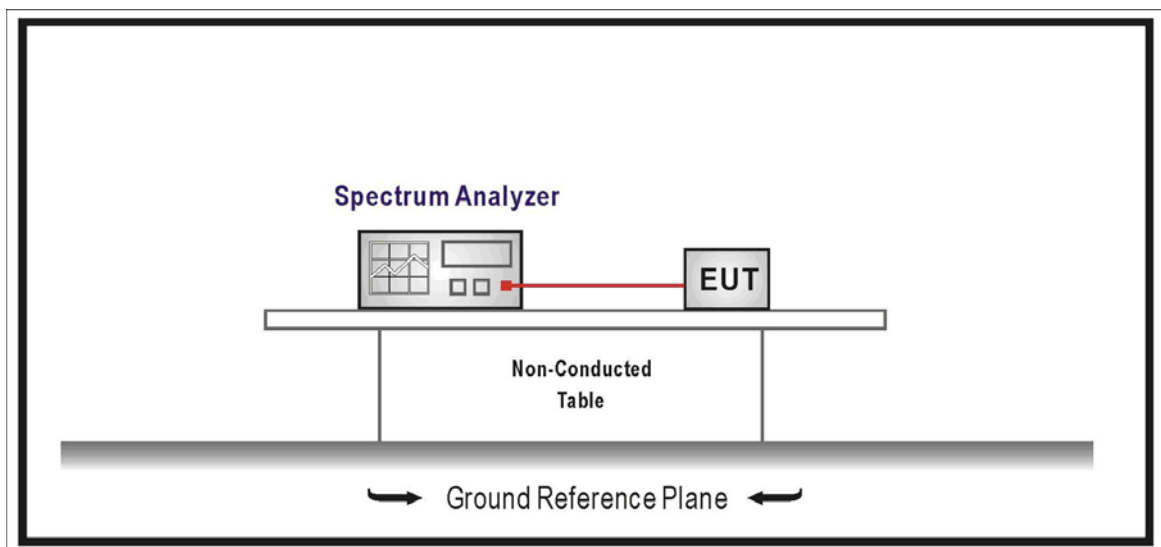 Spectrum Analyzer
EUT
Non-Conducted
Table
Ground Reference Plane